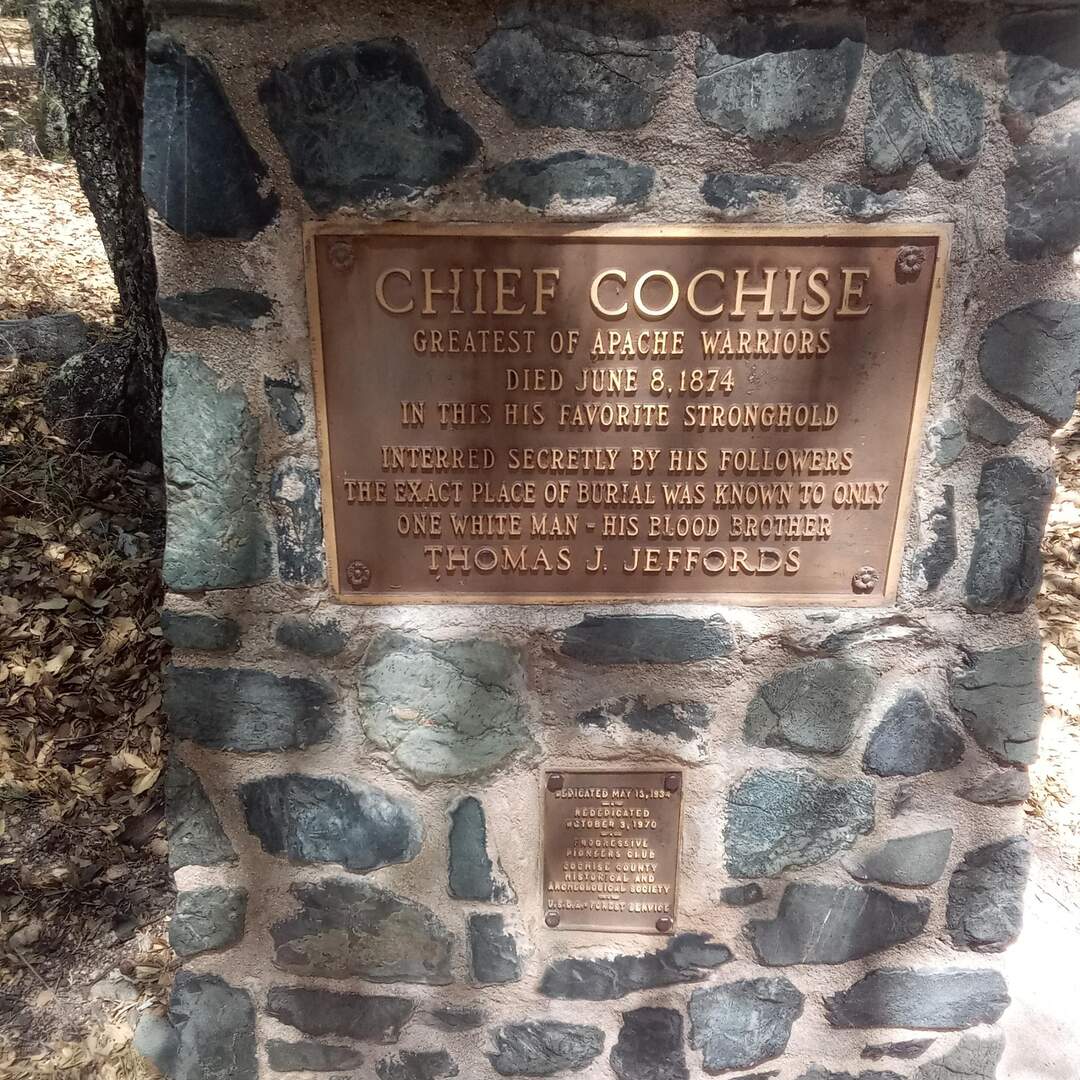 CHIEF COCHISE
GREATEST OF APACHE WARRIORS
DIED JUNE 8, 1874
IN THIS HIS FAVORITE STRONGHOLD
INTERRED SECRETLY BY HIS FOLLOWERS
THE EXACT PLACE OF BURIAL WAS KNOWN TO ONLY
ONE WHITE MAN - HIS BLOOD BROTHER
THOMAS J. JEFFORDS
DEDICATED MAY 13, 1934
REDEDICATED
OCTOBER 3, 1970
PROGRESSIVE
PIONEERS CLUB
COCHISE COUNTY
HISTORICAL AND
ARCHEOLOGICAL SOCIETY
U.S.D.A. FOREST SERVICE